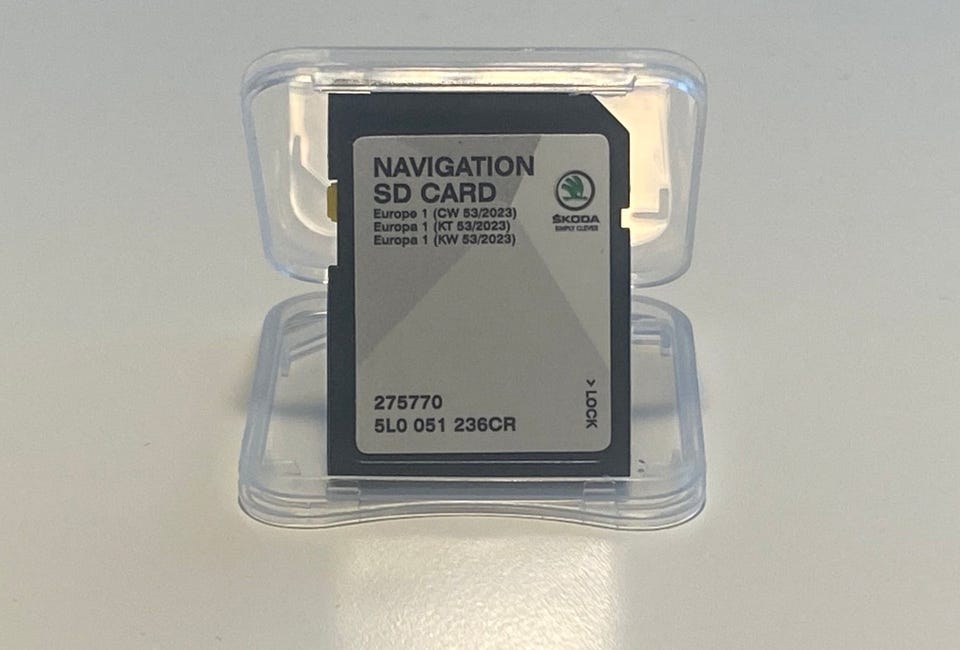 NAVIGATION
SD CARD
Europe 1 (CW 53/2023)
Europa 1 (KT 53/2023)
Europa 1 (KW 53/2023)
ŠKODA
SIMPLY CLEVER
> LOCK
275770
5L0 051 236CR